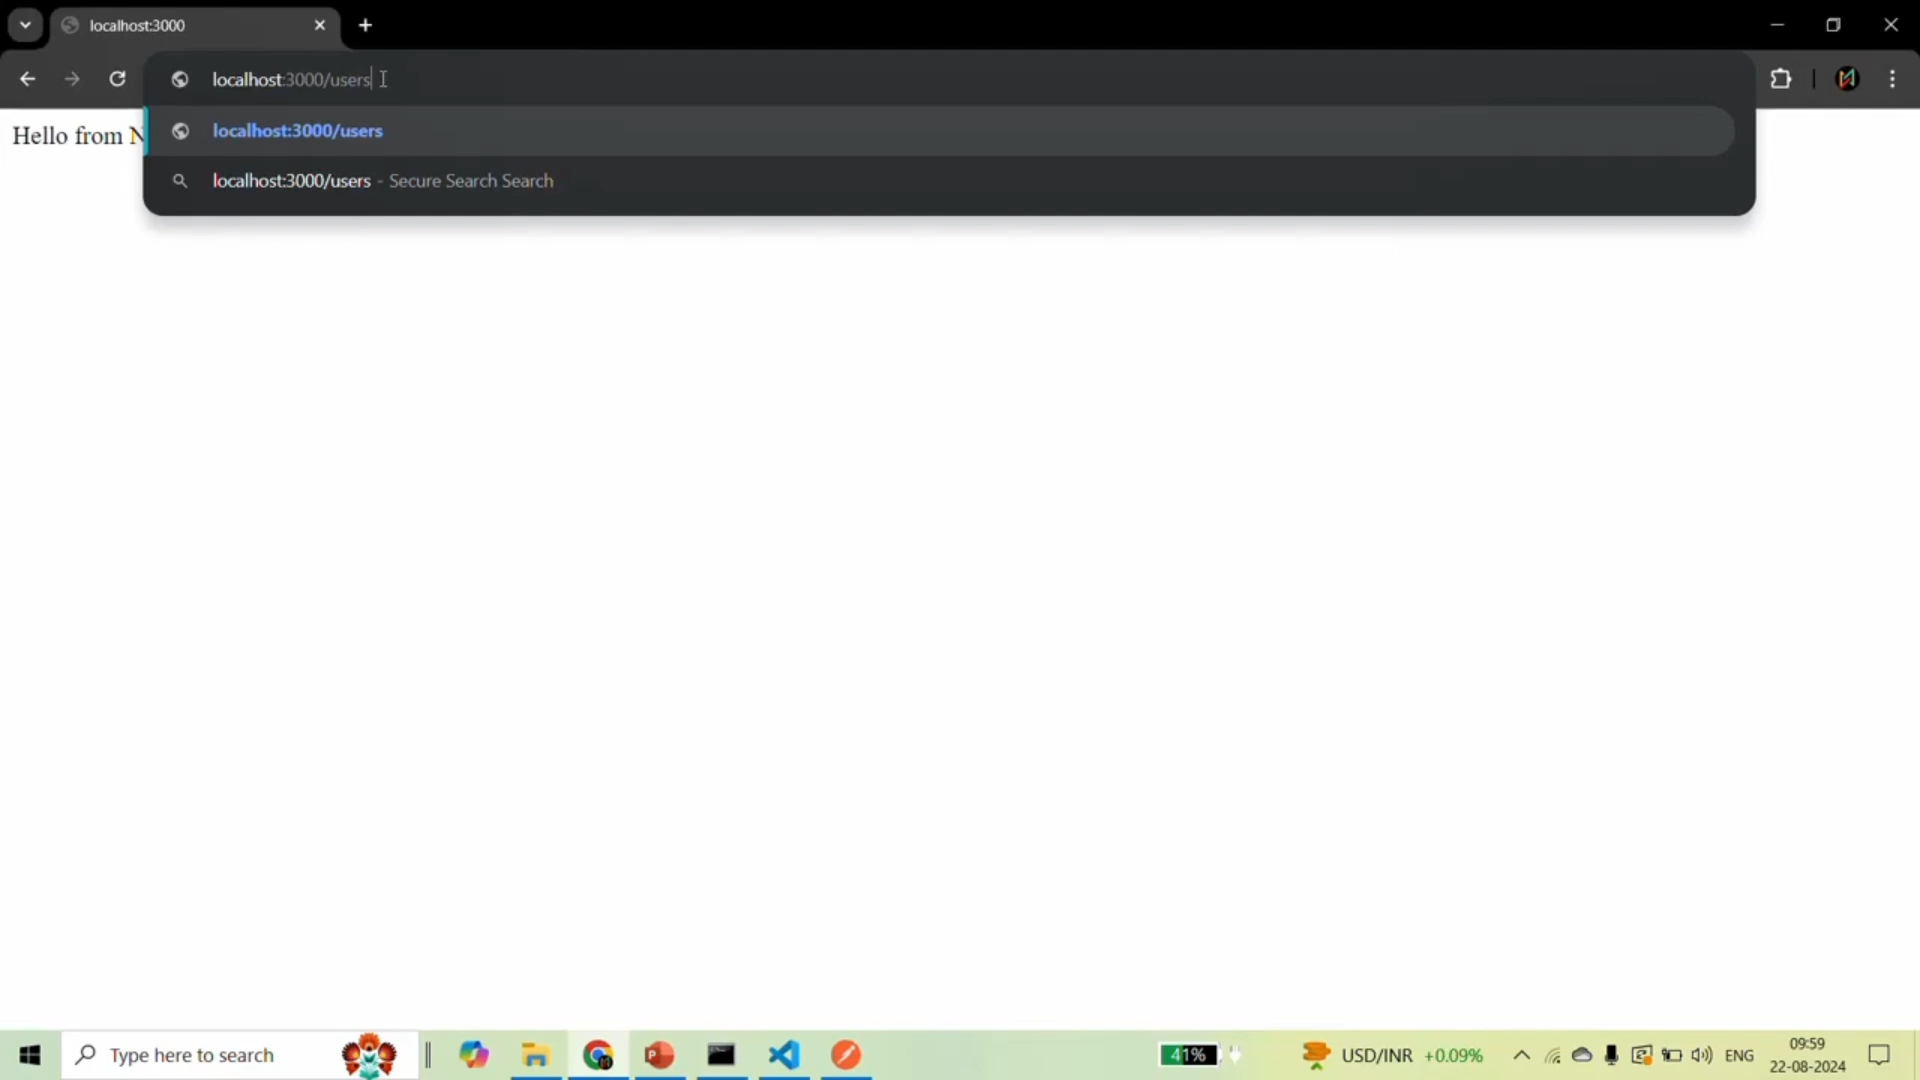 localhost:3000
localhost:3000/users
localhost:3000/users
localhost:3000/users - Secure Search Search
Hello from N
Type here to search
41%
USD/INR +0.09%
ENG
09:59
22-08-2024